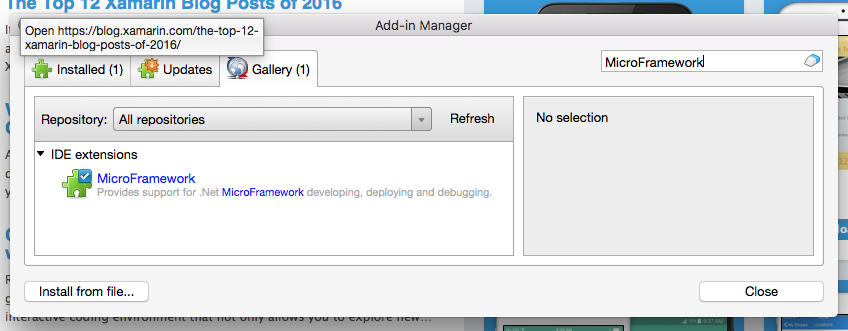 The Top 12 Xamarin Blog Posts of 2016
Open https://blog.xamarin.com/the-top-12-
xamarin-blog-posts-of-2016/
Add-in Manager
Installed (1)
Updates
Gallery (1)
MicroFramework
Repository:
All repositories
Refresh
No selection
IDE extensions
MicroFramework
Provides support for .Net MicroFramework developing, deploying and debugging.
Install from file...
Close
interactive coding environment that not only allows you to explore new...